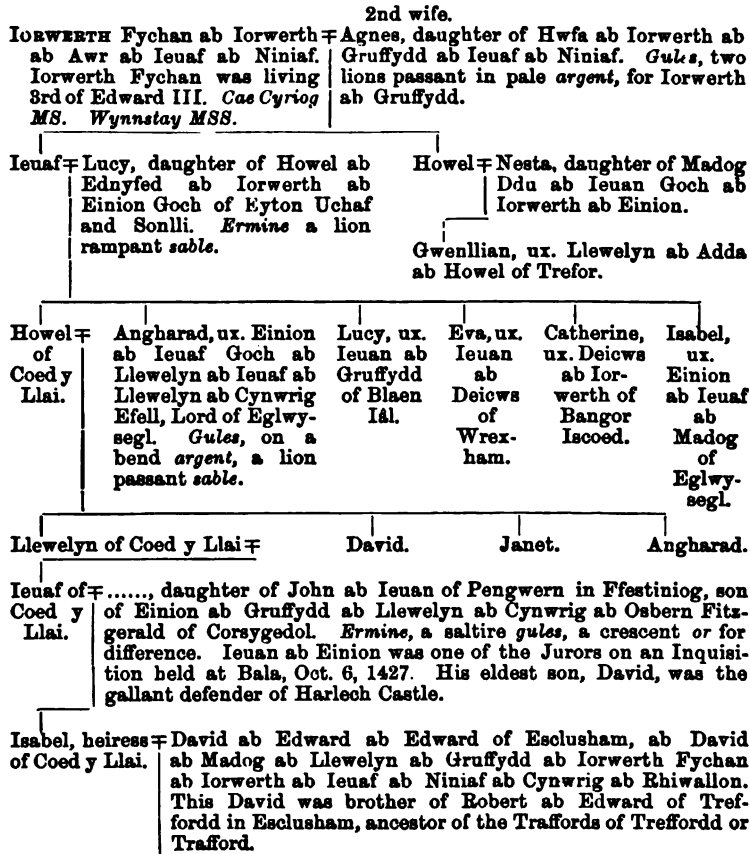 2nd wife.
IORWERTH Fychan ab Iorwerth ∓ Agnes, daughter of Hwfa ab Iorwerth ab
ab Awr ab Ieuaf ab Niniaf. Gruffydd ab Ieuaf ab Niniaf. Gules, two
Iorwerth Fychan was living lions passant in pale argent, for Iorwerth
3rd of Edward III. Cae Cyriog ab Gruffydd.
MS. Wynnstay MSS.
Ieuaf ∓ Lucy, daughter of Howel ab
Ednyfed ab Iorwerth ab
Einion Goch of Eyton Uchaf
and Sonlli. Ermine a lion
rampant sable.
Howel ∓ Nesta, daughter of Madog
Ddu ab Ieuan Goch ab
Iorwerth ab Einion.
Gwenllian, ux. Llewelyn ab Adda
ab Howel of Trefor.
Howel ∓
of
Coed y
Llai.
Angharad, ux. Einion
ab Ieuaf Goch ab
Llewelyn ab Ieuaf ab
Llewelyn ab Cynwrig
Efell, Lord of Eglwy-
segl. Gules, on a
bend argent, a lion
passant sable.
Lucy, ux.
Ieuan ab
Gruffydd
of Blaen
Iâl.
Eva, ux.
Ieuan
ab
Deicws
of
Wrex-
ham.
Catherine,
ux. Deicws
ab Ior-
werth of
Bangor
Iscoed.
Isabel,
ux.
Einion
ab Ieuaf
ab
Madog
of
Eglwy-
segl.
Llewelyn of Coed y Llai ∓ David. Janet. Angharad.
Ieuaf of ∓ ......, daughter of John ab Ieuan of Pengwern in Ffestiniog, son
Coed y of Einion ab Gruffydd ab Llewelyn ab Cynwrig ab Osbern Fitz-
Llai. gerald of Corsygedol. Ermine, a saltire gules, a crescent or for
difference. Ieuan ab Einion was one of the Jurors on an Inquisi-
tion held at Bala, Oct. 6, 1427. His eldest son, David, was the
gallant defender of Harlech Castle.
Isabel, heiress ∓ David ab Edward ab Edward of Esclusham, ab David
of Coed y Llai. ab Madog ab Llewelyn ab Gruffydd ab Iorwerth Fychan
ab Iorwerth ab Ieuaf ab Niniaf ab Cynwrig ab Rhiwallon.
This David was brother of Robert ab Edward of Tref-
fordd in Esclusham, ancestor of the Traffords of Treffordd or
Trafford.